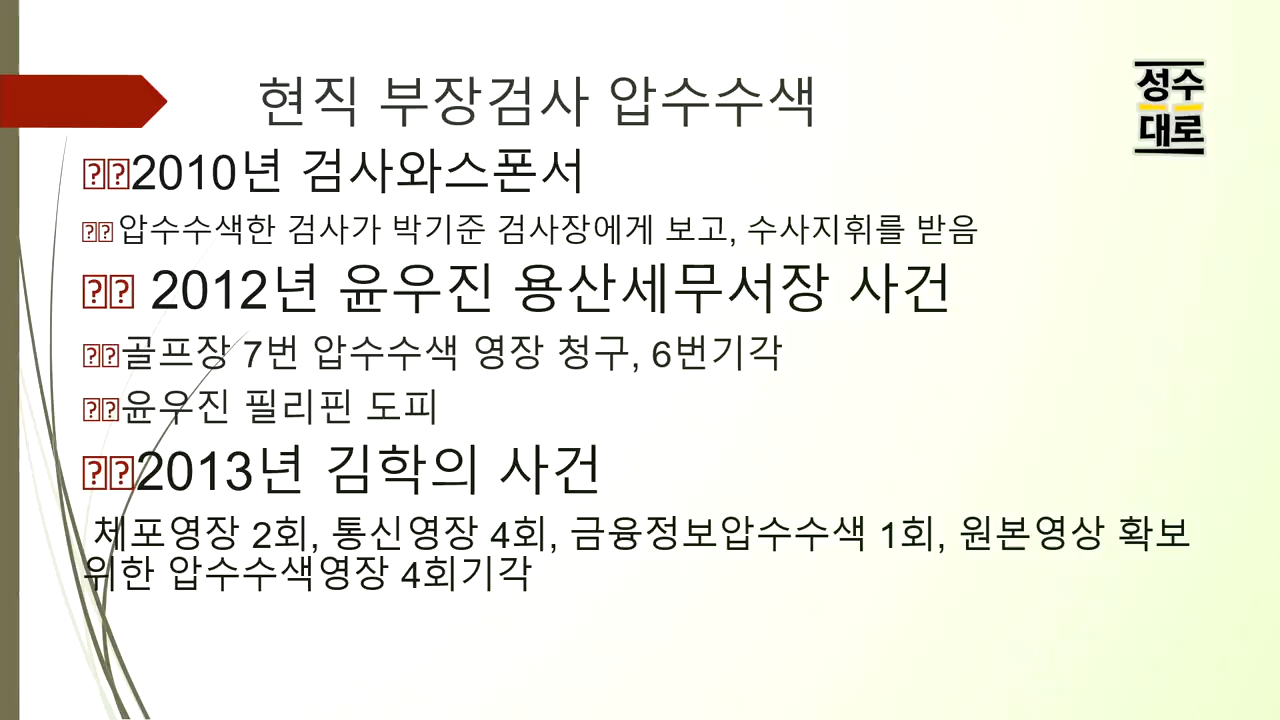 현직 부장검사 압수수색
성수
대로
2010년 검사와스폰서
압수수색한 검사가 박기준 검사장에게 보고, 수사지휘를 받음
2012년 윤우진 용산세무서장 사건
골프장 7번 압수수색 영장 청구, 6번기각
윤우진 필리핀 도피
2013년 김학의 사건
체포영장 2회, 통신영장 4회, 금융정보압수수색 1회, 원본영상 확보
위한 압수수색영장 4회기각